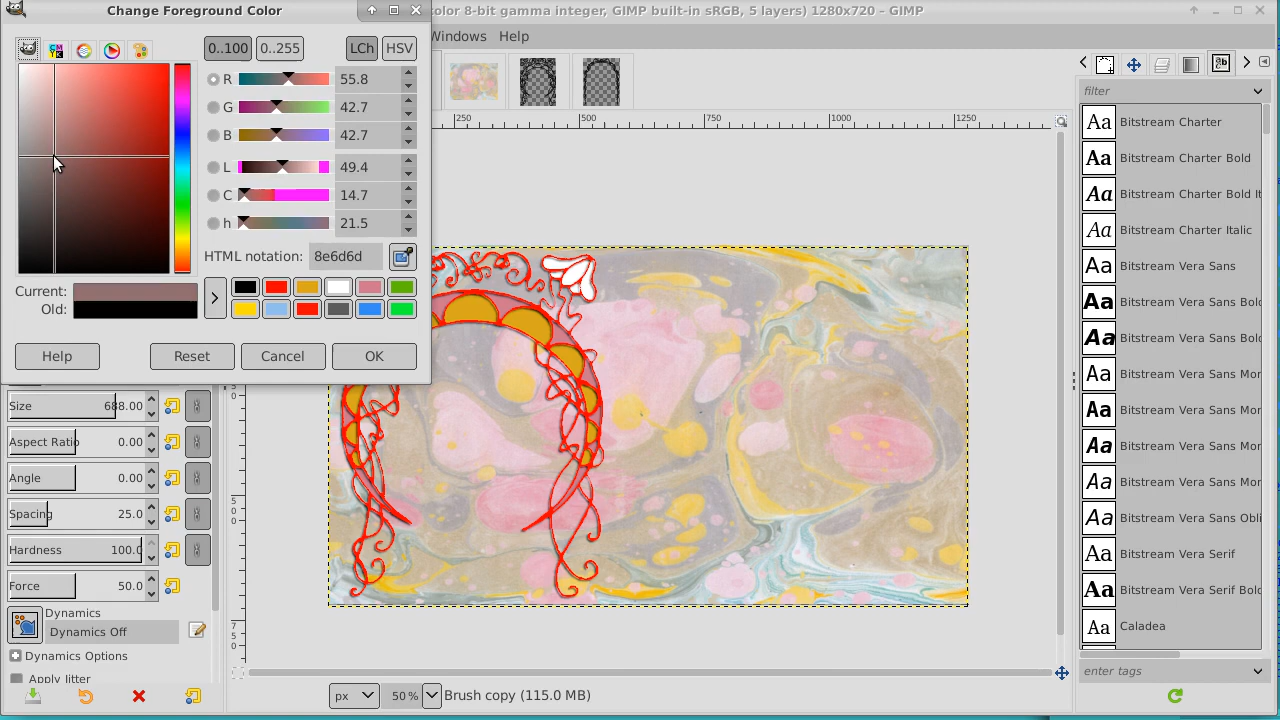 Change Foreground Color
color 8-bit gamma integer, GIMP built-in sRGB, 5 layers) 1280x720 – GIMP
Windows Help
0..100 0..255 LCh HSV
R 55.8
G 42.7
B 42.7
L 49.4
C 14.7
h 21.5
HTML notation: 8e6d6d
Current:
Old:
Help Reset Cancel OK
250 500 750 1000 1250
filter
Bitstream Charter
Bitstream Charter Bold
Bitstream Charter Bold It
Bitstream Charter Italic
Bitstream Vera Sans
Bitstream Vera Sans Bold
Bitstream Vera Sans Bold
Bitstream Vera Sans Mon
Bitstream Vera Sans Mon
Bitstream Vera Sans Mon
Bitstream Vera Sans Mon
Bitstream Vera Sans Obli
Bitstream Vera Serif
Bitstream Vera Serif Bold
Caladea
enter tags
Size 688.00
Aspect Ratio 0.00
Angle 0.00
Spacing 25.0
Hardness 100.0
Force 50.0
Dynamics
Dynamics Off
Dynamics Options
Apply Jitter
px 50 % Brush copy (115.0 MB)